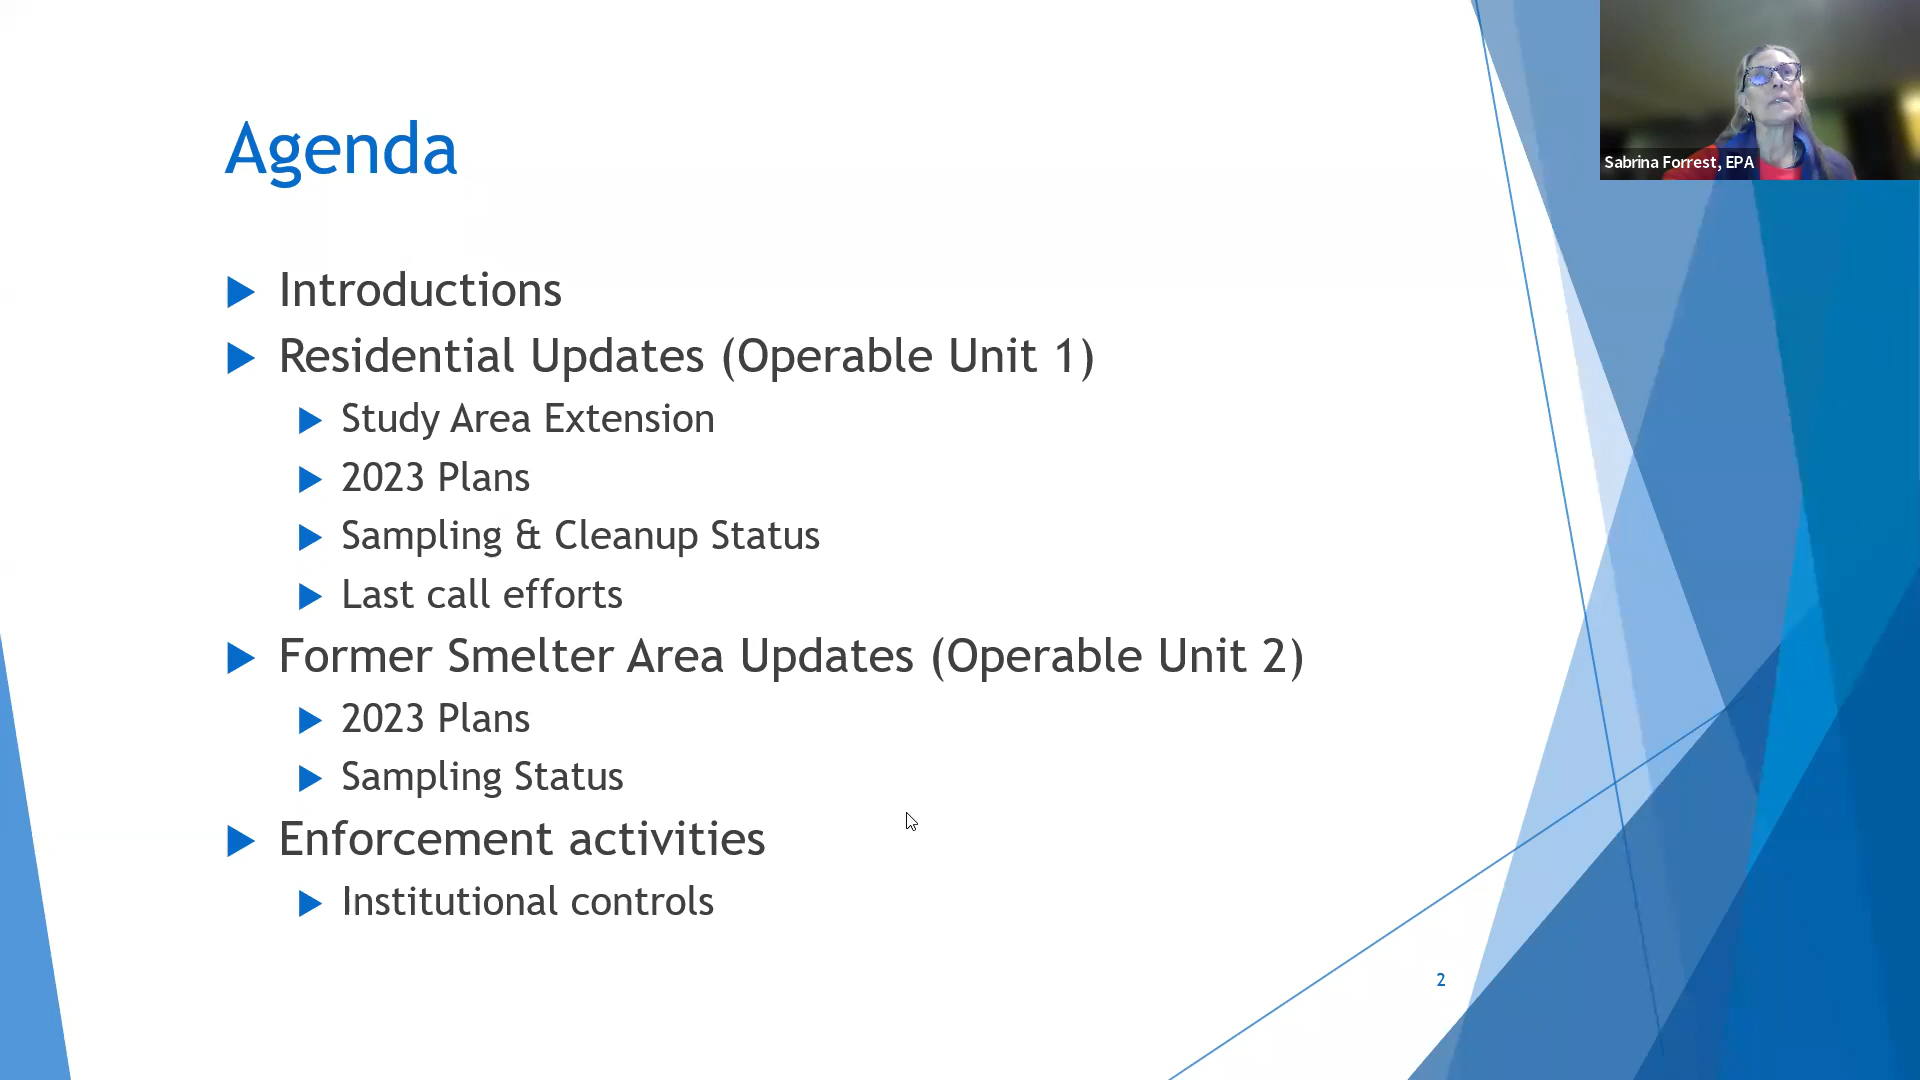 Agenda
Introductions
Residential Updates (Operable Unit 1)
Study Area Extension
2023 Plans
Sampling & Cleanup Status
Last call efforts
Former Smelter Area Updates (Operable Unit 2)
2023 Plans
Sampling Status
Enforcement activities
Institutional controls
2
Sabrina Forrest, EPA